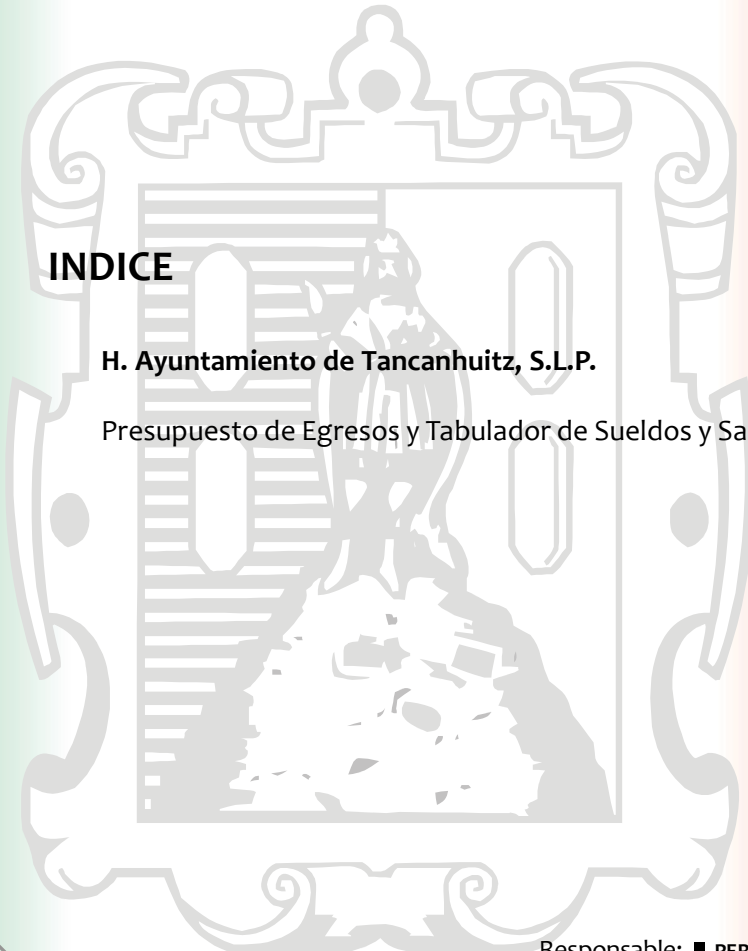 INDICE
H. Ayuntamiento de Tancanhuitz, S.L.P.
Presupuesto de Egresos y Tabulador de Sueldos y Sa
Responsable: